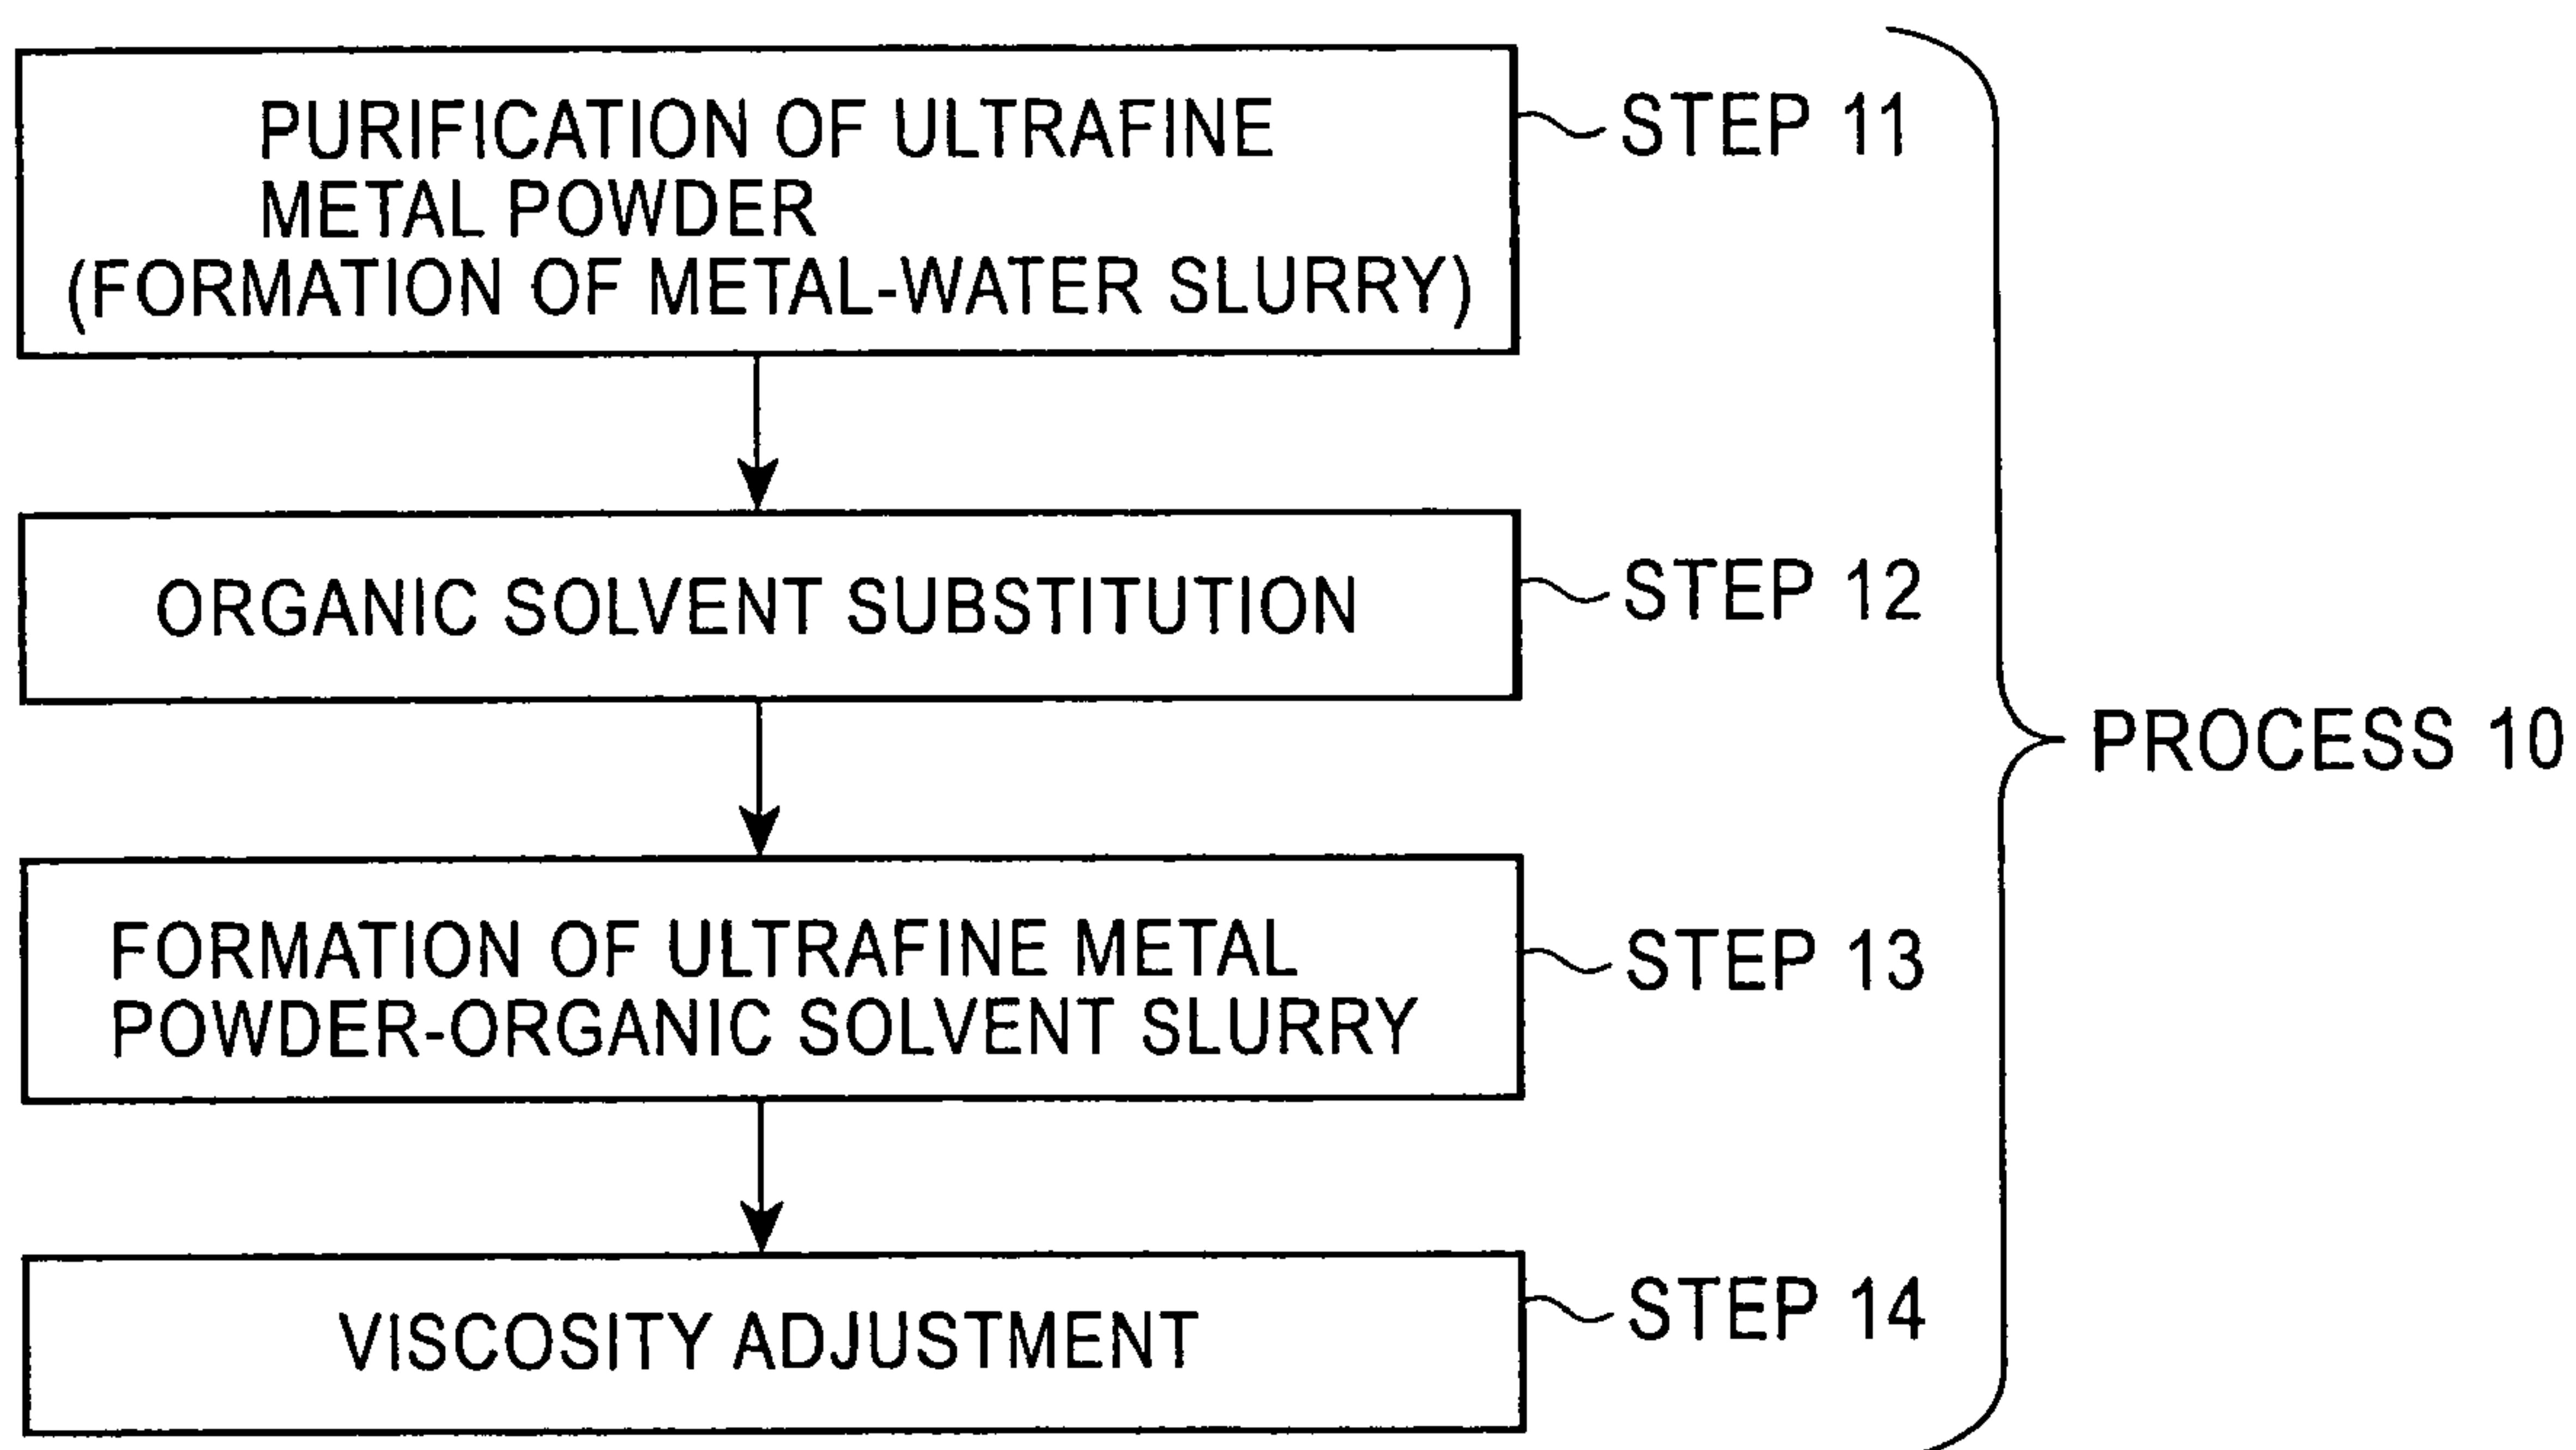 PURIFICATION OF ULTRAFINE
METAL POWDER
(FORMATION OF METAL-WATER SLURRY)
STEP 11
ORGANIC SOLVENT SUBSTITUTION
STEP 12
FORMATION OF ULTRAFINE METAL
POWDER-ORGANIC SOLVENT SLURRY
STEP 13
VISCOSITY ADJUSTMENT
STEP 14
PROCESS 10